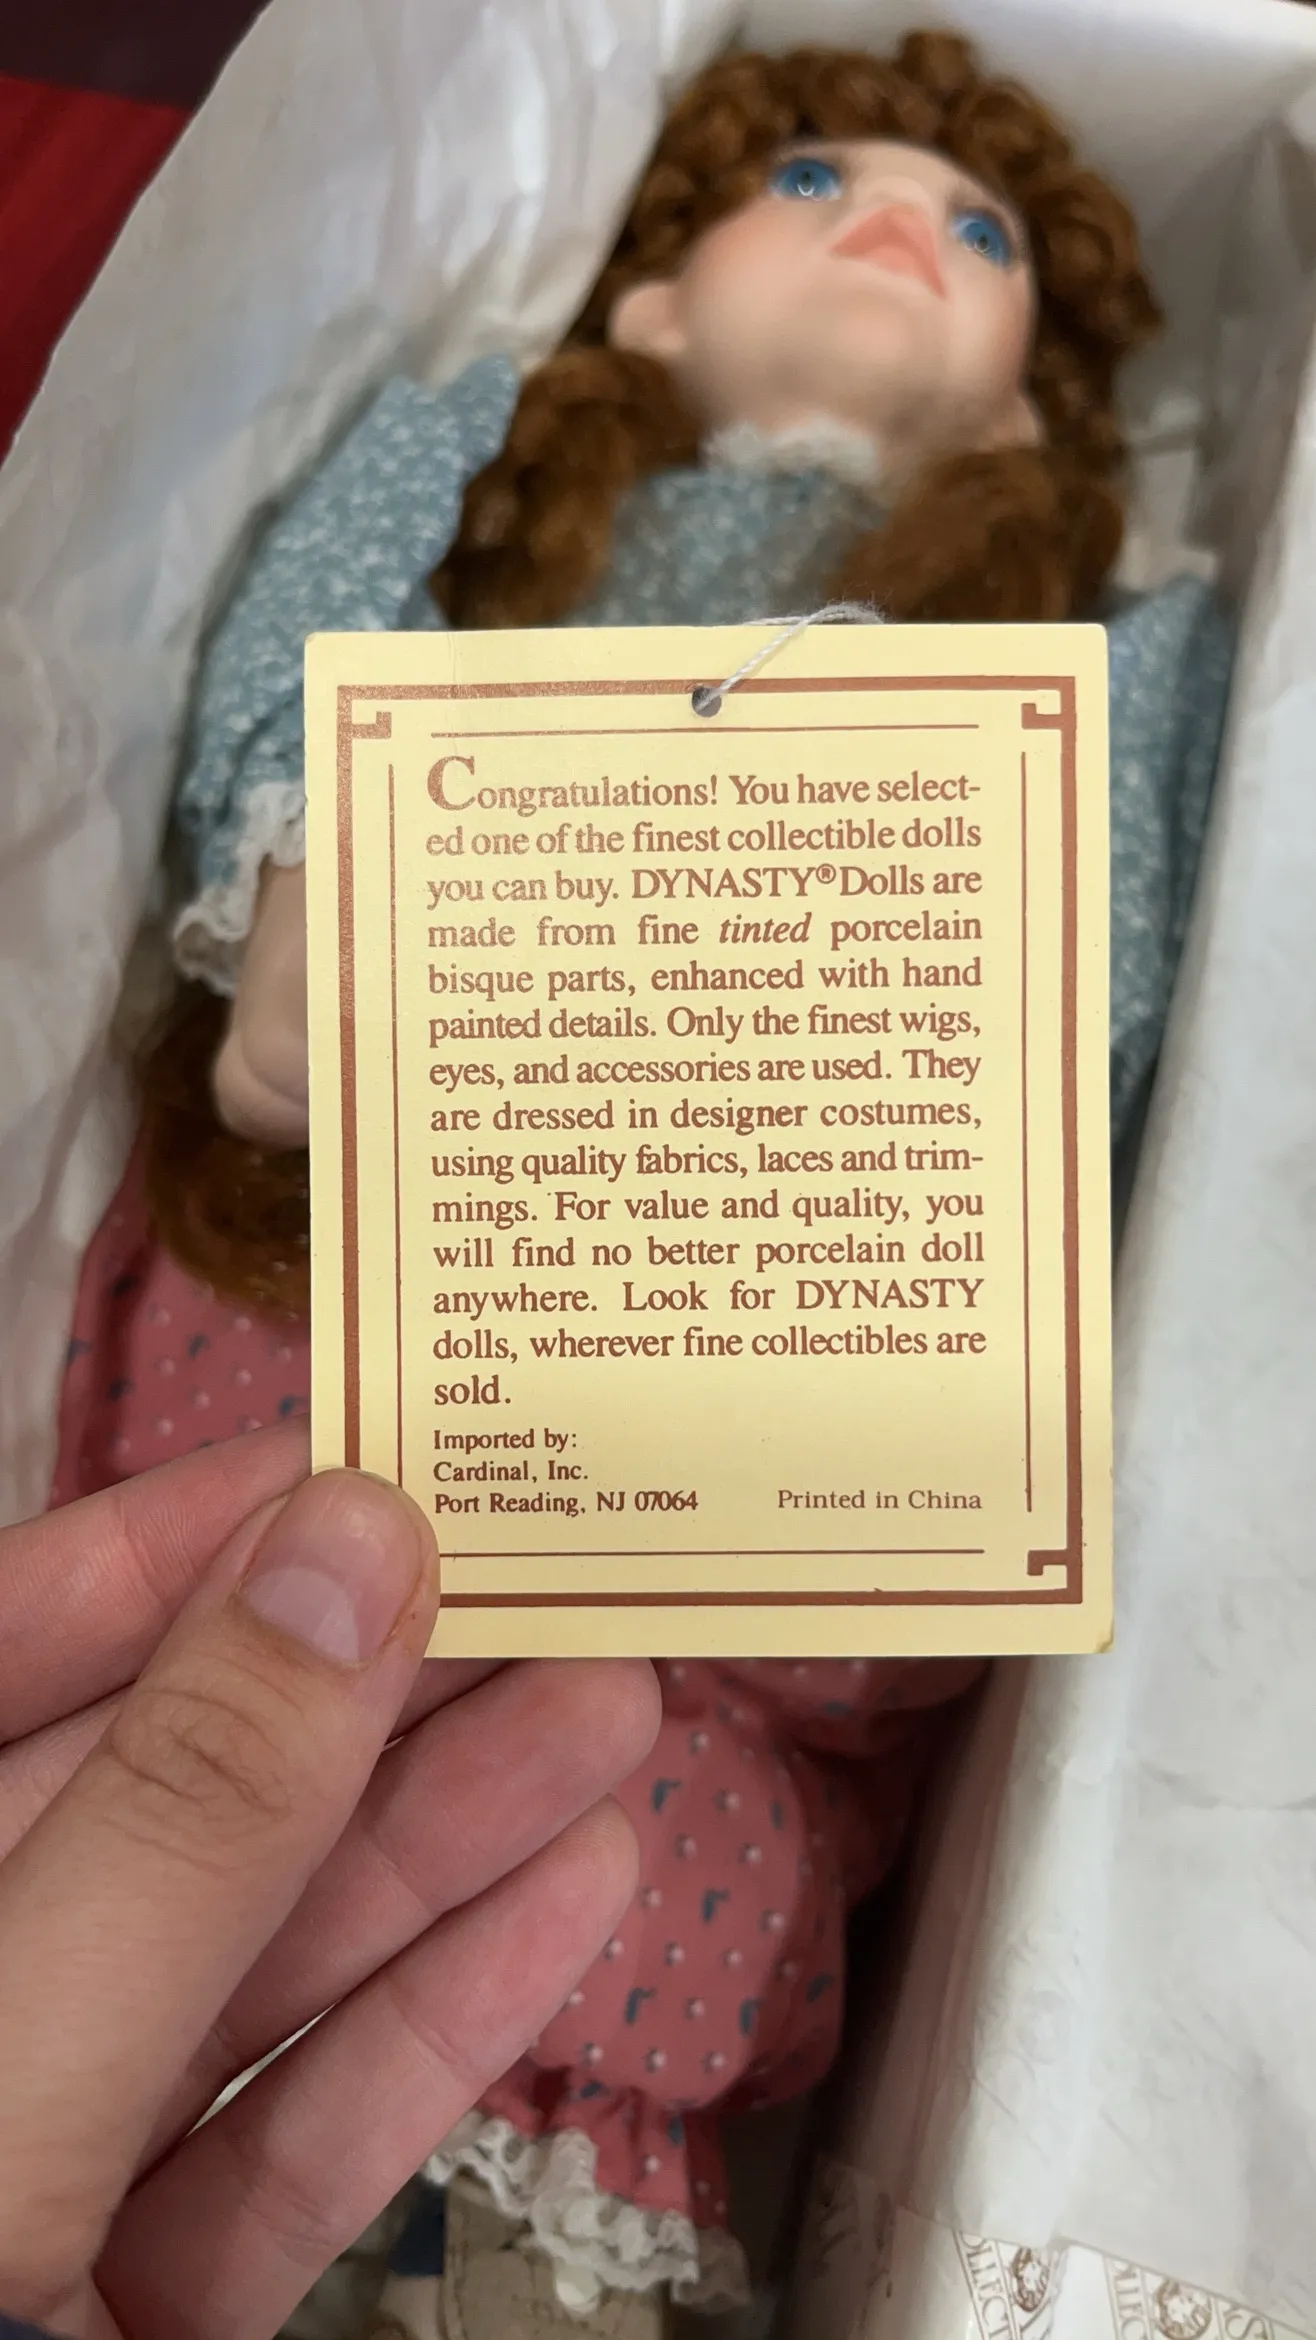 Congratulations! You have select-
ed one of the finest collectible dolls
you can buy. DYNASTY® Dolls are
made from fine tinted porcelain
bisque parts, enhanced with hand
painted details. Only the finest wigs,
eyes, and accessories are used. They
are dressed in designer costumes,
using quality fabrics, laces and trim-
mings. For value and quality, you
will find no better porcelain doll
anywhere. Look for DYNASTY
dolls, wherever fine collectibles are
sold.
Imported by:
Cardinal, Inc.
Port Reading, NJ 07064
Printed in China